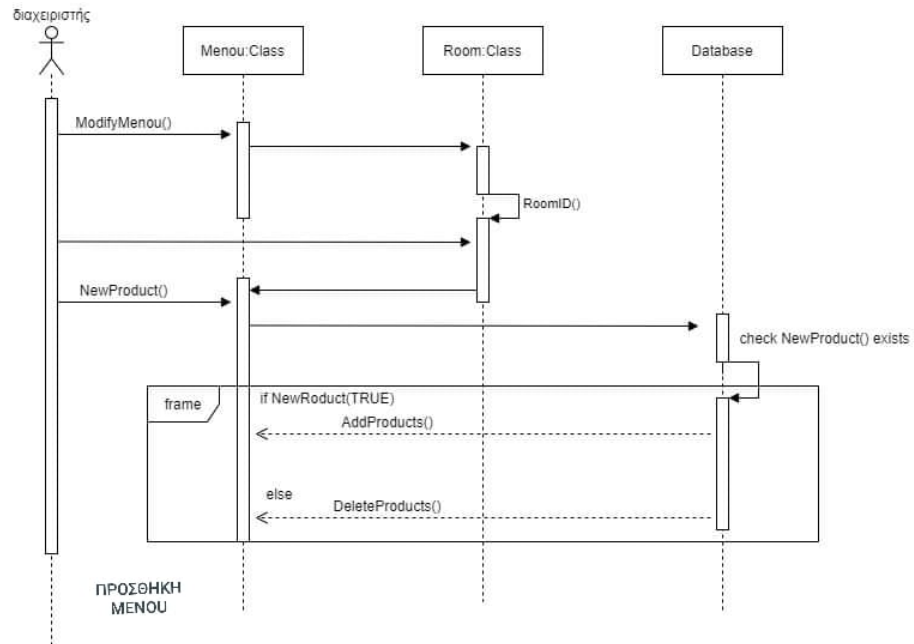 διαχειριστής
Menou:Class
Room:Class
Database
ModifyMenou()
RoomID()
NewProduct()
check NewProduct() exists
frame
if NewRoduct(TRUE)
AddProducts()
else
DeleteProducts()
ΠΡΟΣΘΗΚΗ
MENOU